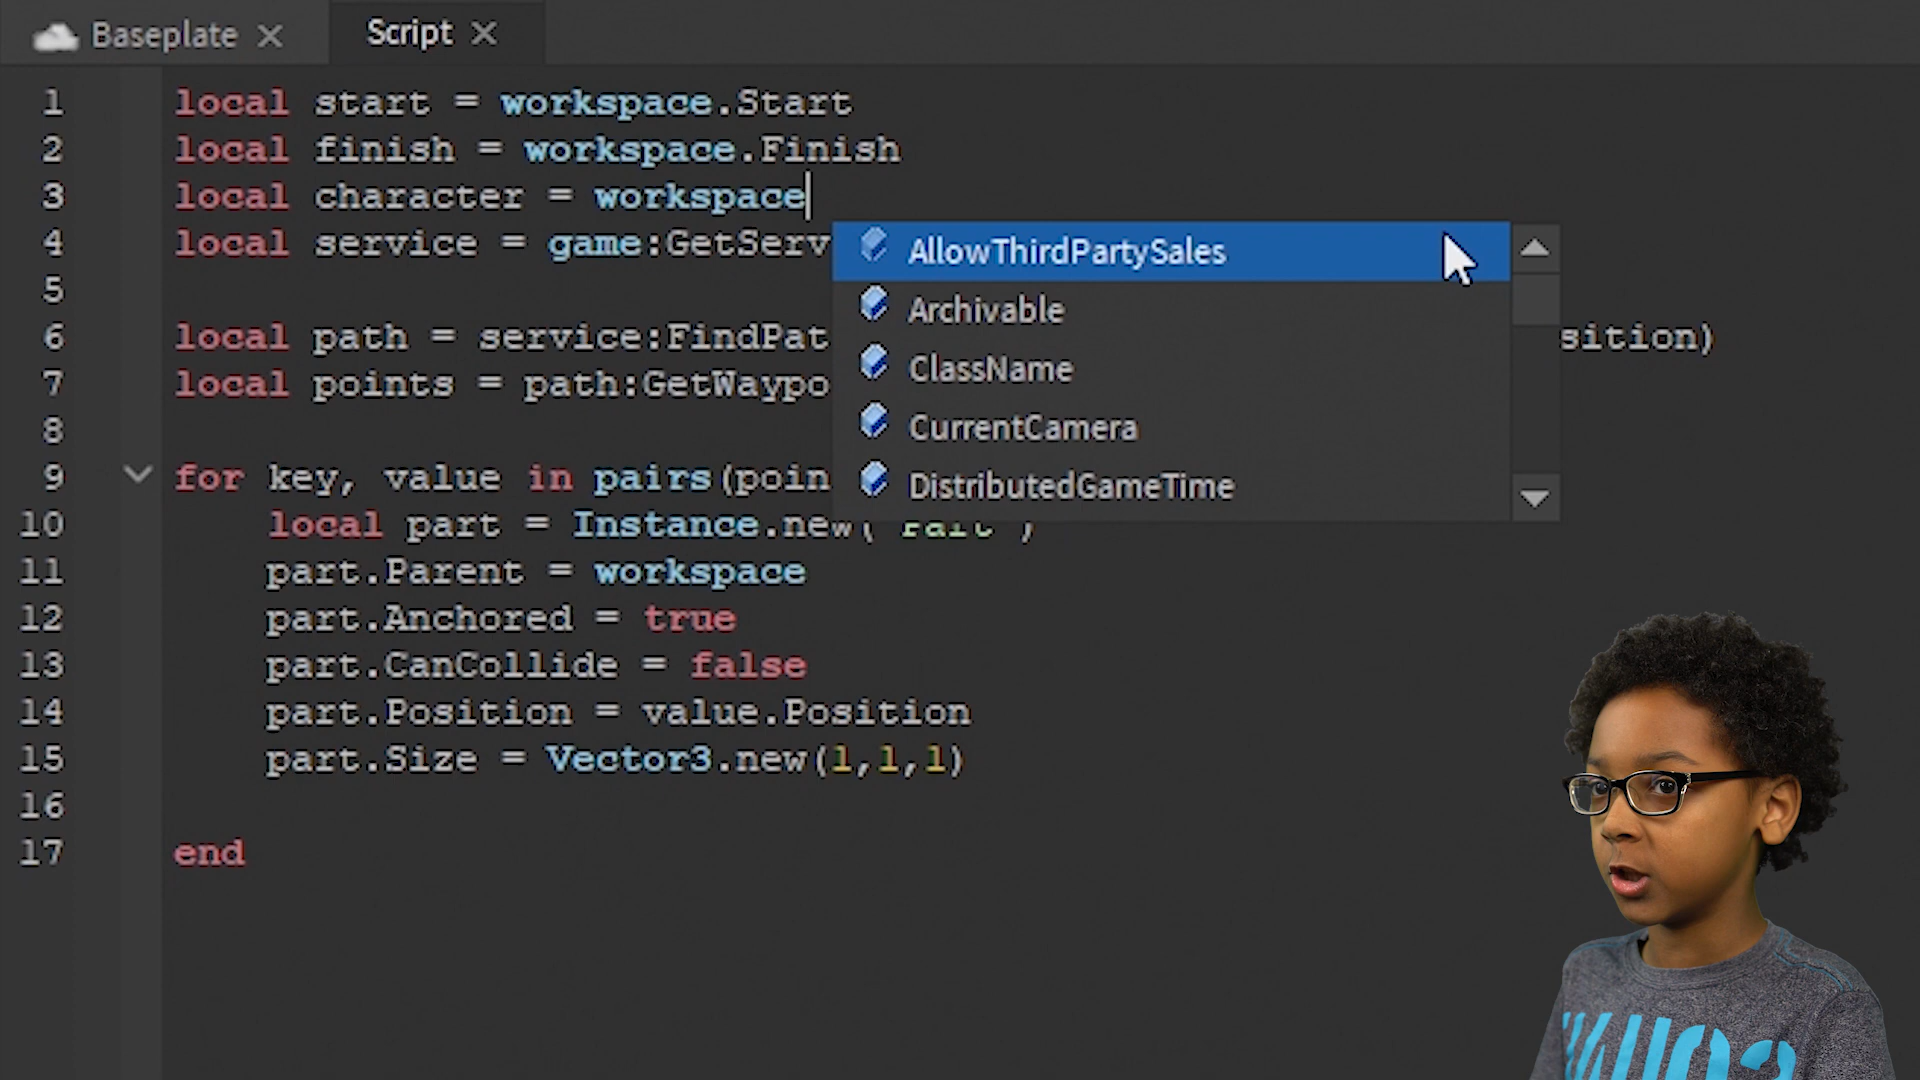 Baseplate
Script
1 local start = workspace.Start
2 local finish = workspace.Finish
3 local character = workspace
4 local service = game:GetServ
5
6 local path = service:FindPat sition)
7 local points = path:GetWaypo
8
9 for key, value in pairs(poin
10 local part = Instance.new("Part")
11 part.Parent = workspace
12 part.Anchored = true
13 part.CanCollide = false
14 part.Position = value.Position
15 part.Size = Vector3.new(1,1,1)
16
17 end
AllowThirdPartySales
Archivable
ClassName
CurrentCamera
DistributedGameTime